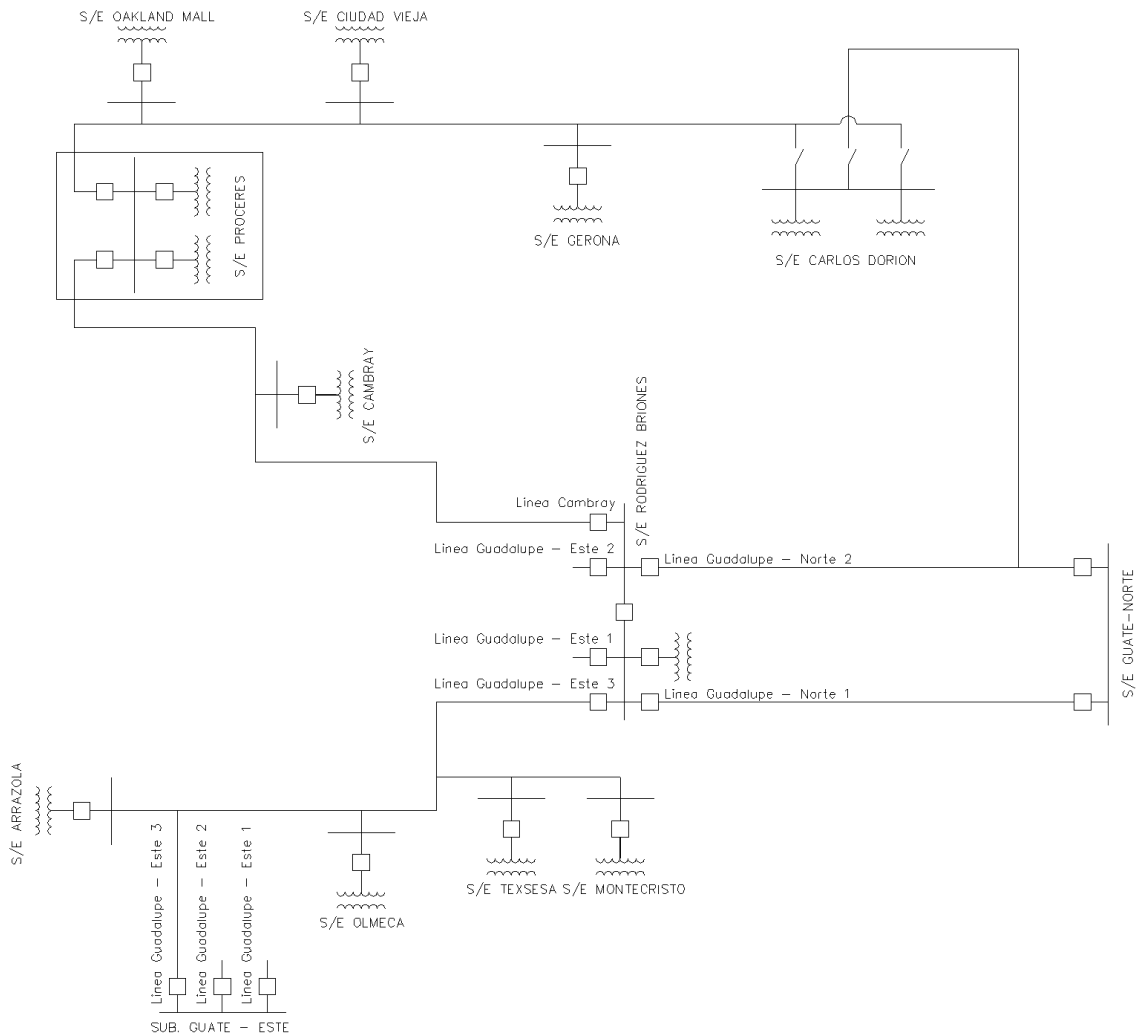 S/E OAKLAND MALL
S/E CIUDAD VIEJA
S/E PROCERES
S/E GERONA
S/E CARLOS DORION
S/E CAMBRAY
S/E RODRIGUEZ BRIONES
Linea Cambray
Linea Guadalupe - Este 2
Linea Guadalupe - Norte 2
S/E GUATE-NORTE
Linea Guadalupe - Este 1
Linea Guadalupe - Este 3
Linea Guadalupe - Norte 1
S/E ARRAZOLA
Linea Guadalupe - Este 3
Linea Guadalupe - Este 2
Linea Guadalupe - Este 1
S/E OLMECA
S/E TEXSESA
S/E MONTECRISTO
SUB. GUATE - ESTE